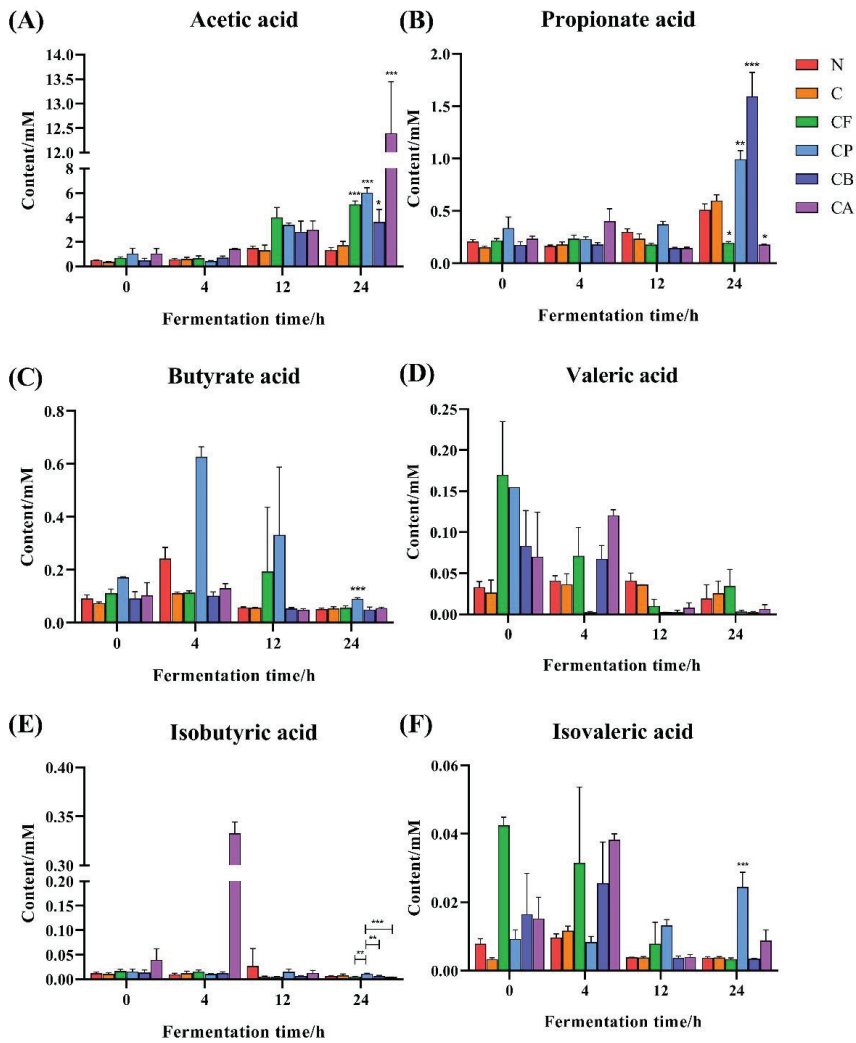 (A)
Acetic acid
Content/mM
14.0
13.5
13.0
12.5
12.0
6
4
2
0
***
***
***
*
0
4
12
24
Fermentation time/h
(B)
Propionate acid
Content/mM
2.0
1.5
1.0
0.5
0.0
*
**
***
*
0
4
12
24
Fermentation time/h
N
C
CF
CP
CB
CA
(C)
Butyrate acid
Content/mM
0.8
0.6
0.4
0.2
0.0
***
0
4
12
24
Fermentation time/h
(D)
Valeric acid
Content/mM
0.25
0.20
0.15
0.10
0.05
0.00
0
4
12
24
Fermentation time/h
(E)
Isobutyric acid
Content/mM
0.40
0.35
0.30
0.20
0.15
0.10
0.05
0.00
***
**
**
0
4
12
24
Fermentation time/h
(F)
Isovaleric acid
Content/mM
0.06
0.04
0.02
0.00
***
0
4
12
24
Fermentation time/h